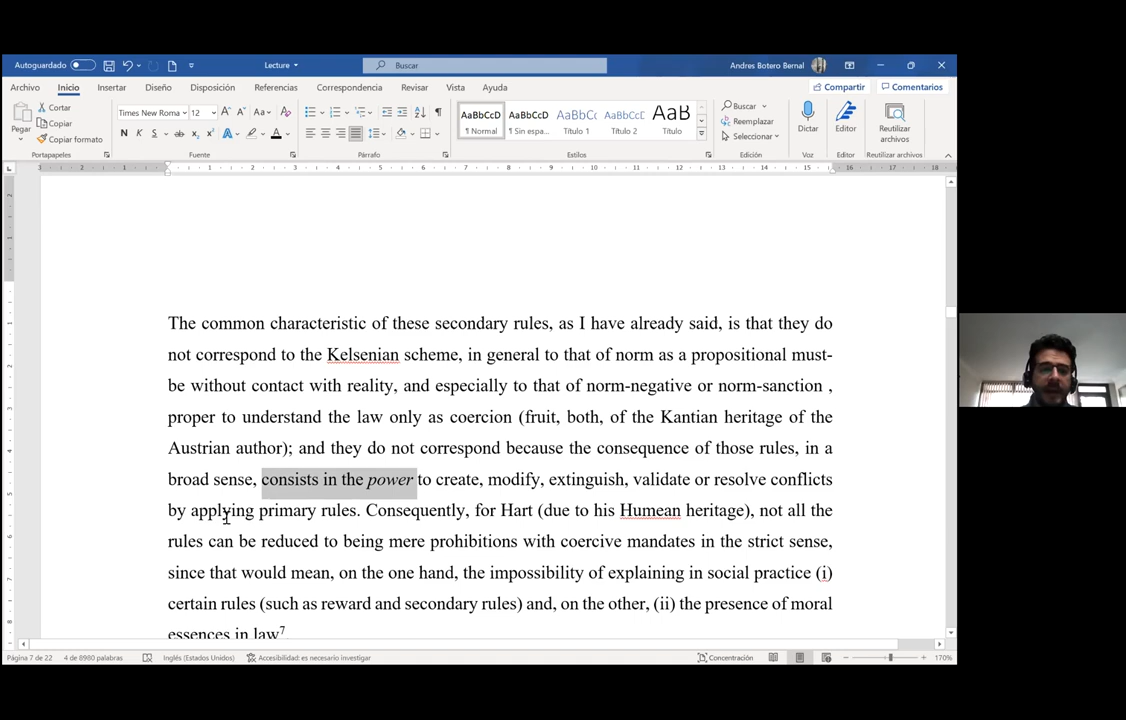 Autoguardado
Lecture
Buscar
Andres Botero Bernal
Archivo Inicio Insertar Diseño Disposición Referencias Correspondencia Revisar Vista Ayuda Compartir Comentarios
Pegar
Cortar
Copiar
Copiar formato
Portapapeles
Times New Roma 12
Fuente
Párrafo
AaBbCcD AaBbCcD AaBbCc AaBbCcD AaB
¶ Normal ¶ Sin espa... Título 1 Título 2 Título
Estilos
Buscar
Reemplazar
Seleccionar
Edición
Dictar
Voz
Editor
Editor
Reutilizar archivos
Reutilizar archivos
The common characteristic of these secondary rules, as I have already said, is that they do
not correspond to the Kelsenian scheme, in general to that of norm as a propositional must-
be without contact with reality, and especially to that of norm-negative or norm-sanction ,
proper to understand the law only as coercion (fruit, both, of the Kantian heritage of the
Austrian author); and they do not correspond because the consequence of those rules, in a
broad sense, consists in the power to create, modify, extinguish, validate or resolve conflicts
by applying primary rules. Consequently, for Hart (due to his Humean heritage), not all the
rules can be reduced to being mere prohibitions with coercive mandates in the strict sense,
since that would mean, on the one hand, the impossibility of explaining in social practice (i)
certain rules (such as reward and secondary rules) and, on the other, (ii) the presence of moral
essences in law7
Página 7 de 22 4 de 8980 palabras Inglés (Estados Unidos) Accesibilidad: es necesario investigar Concentración 170%